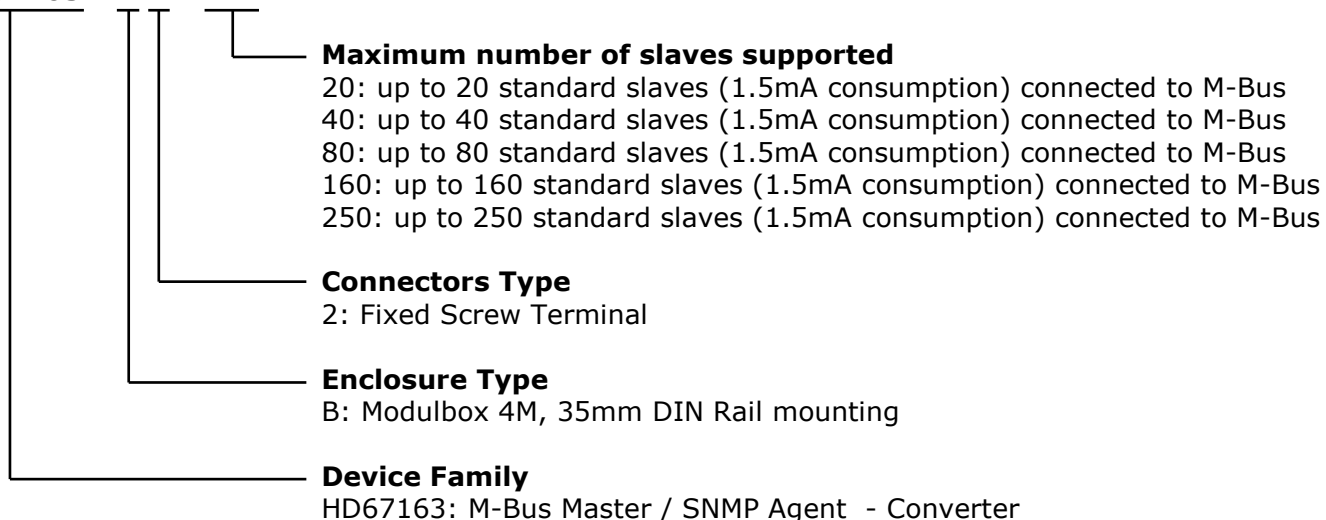 Maximum number of slaves supported
20: up to 20 standard slaves (1.5mA consumption) connected to M-Bus
40: up to 40 standard slaves (1.5mA consumption) connected to M-Bus
80: up to 80 standard slaves (1.5mA consumption) connected to M-Bus
160: up to 160 standard slaves (1.5mA consumption) connected to M-Bus
250: up to 250 standard slaves (1.5mA consumption) connected to M-Bus
Connectors Type
2: Fixed Screw Terminal
Enclosure Type
B: Modulbox 4M, 35mm DIN Rail mounting
Device Family
HD67163: M-Bus Master / SNMP Agent - Converter